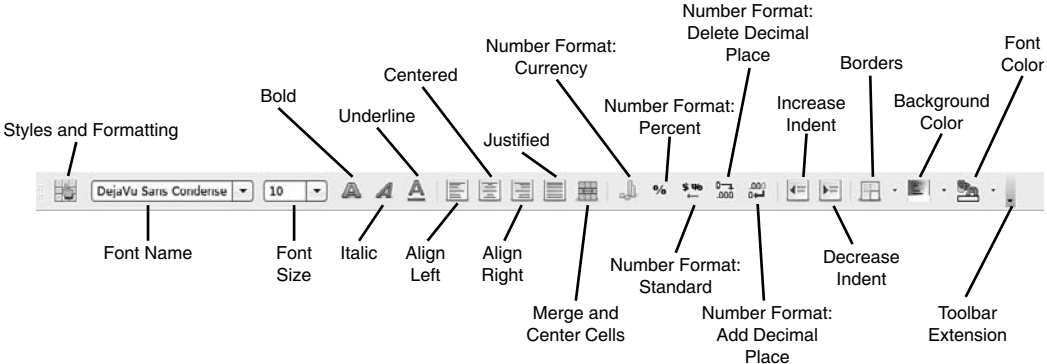 Number Format:
Delete Decimal
Place
Number Format:
Currency
Font
Color
Centered
Borders
Bold
Underline
Number Format:
Percent
Increase
Indent
Background
Color
Styles and Formatting
Justified
DejaVu Sans Condense
10
%
$ %
.000
.000
Font Name
Font
Size
Italic
Align
Left
Align
Right
Number Format:
Standard
Decrease
Indent
Merge and
Center Cells
Number Format:
Add Decimal
Place
Toolbar
Extension